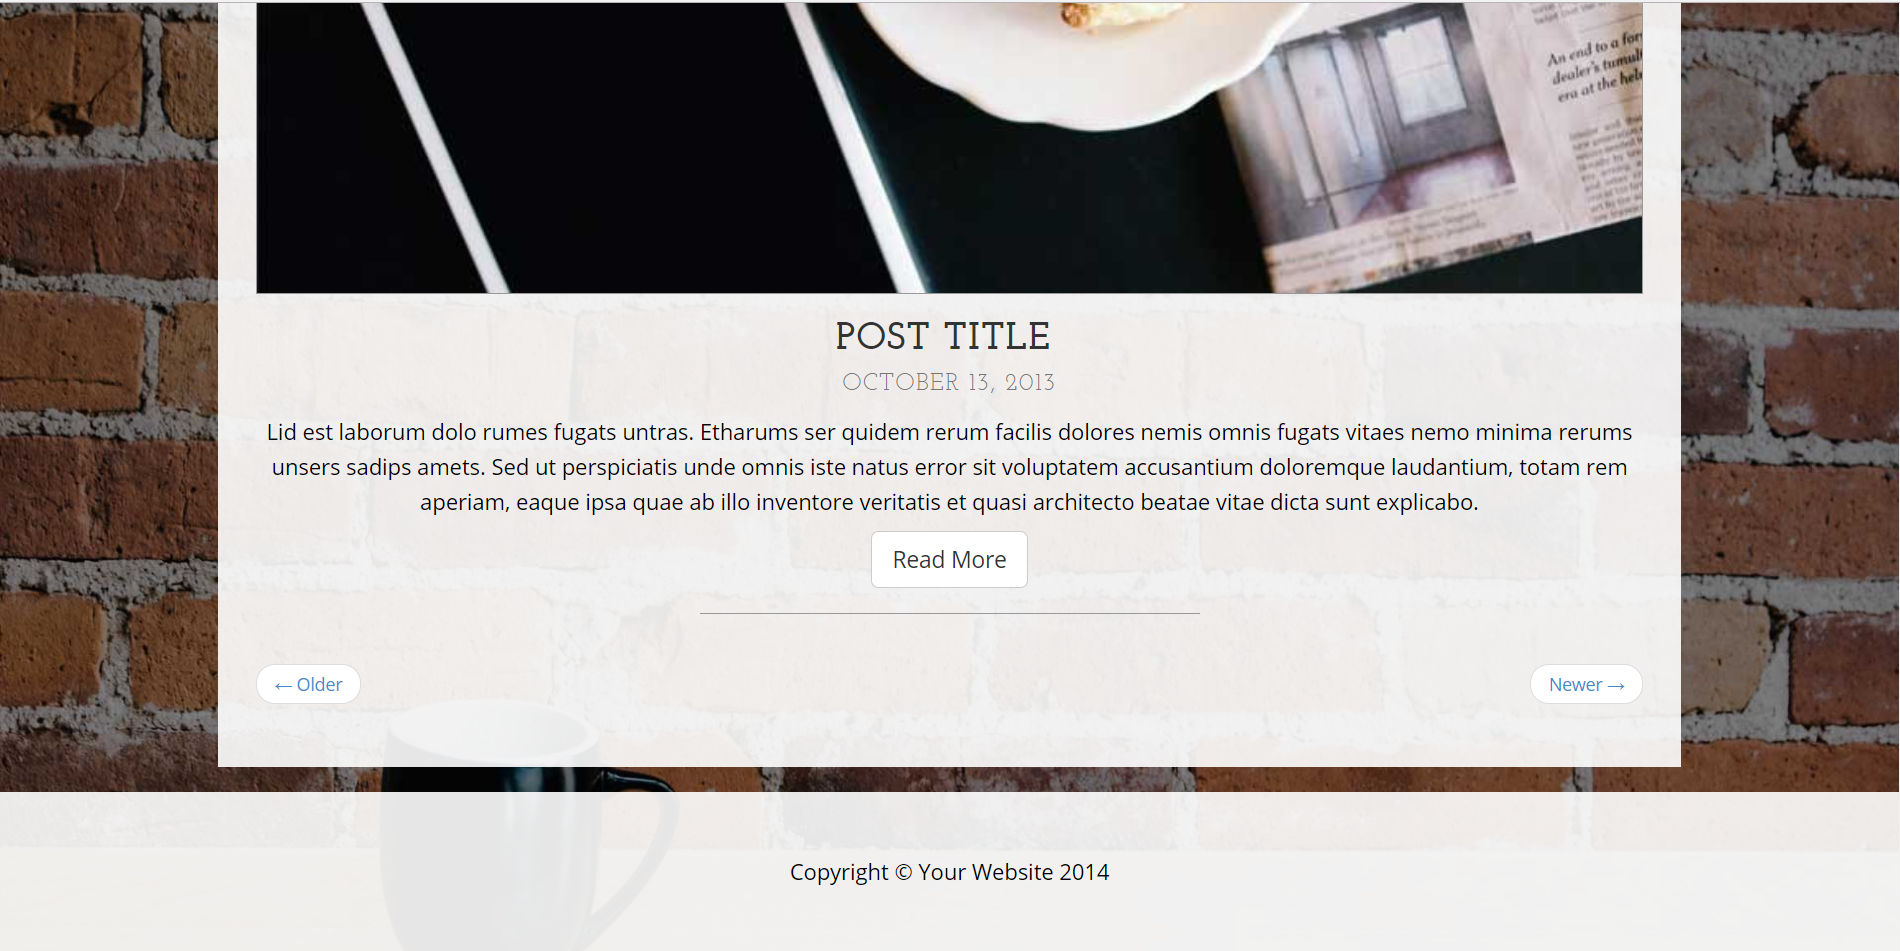 An end to a for
dealer's tumul
era at the hel
POST TITLE
OCTOBER 13, 2013
Lid est laborum dolo rumes fugats untras. Etharums ser quidem rerum facilis dolores nemis omnis fugats vitaes nemo minima rerums
unsers sadips amets. Sed ut perspiciatis unde omnis iste natus error sit voluptatem accusantium doloremque laudantium, totam rem
aperiam, eaque ipsa quae ab illo inventore veritatis et quasi architecto beatae vitae dicta sunt explicabo.
Read More
← Older
Newer →
Copyright © Your Website 2014